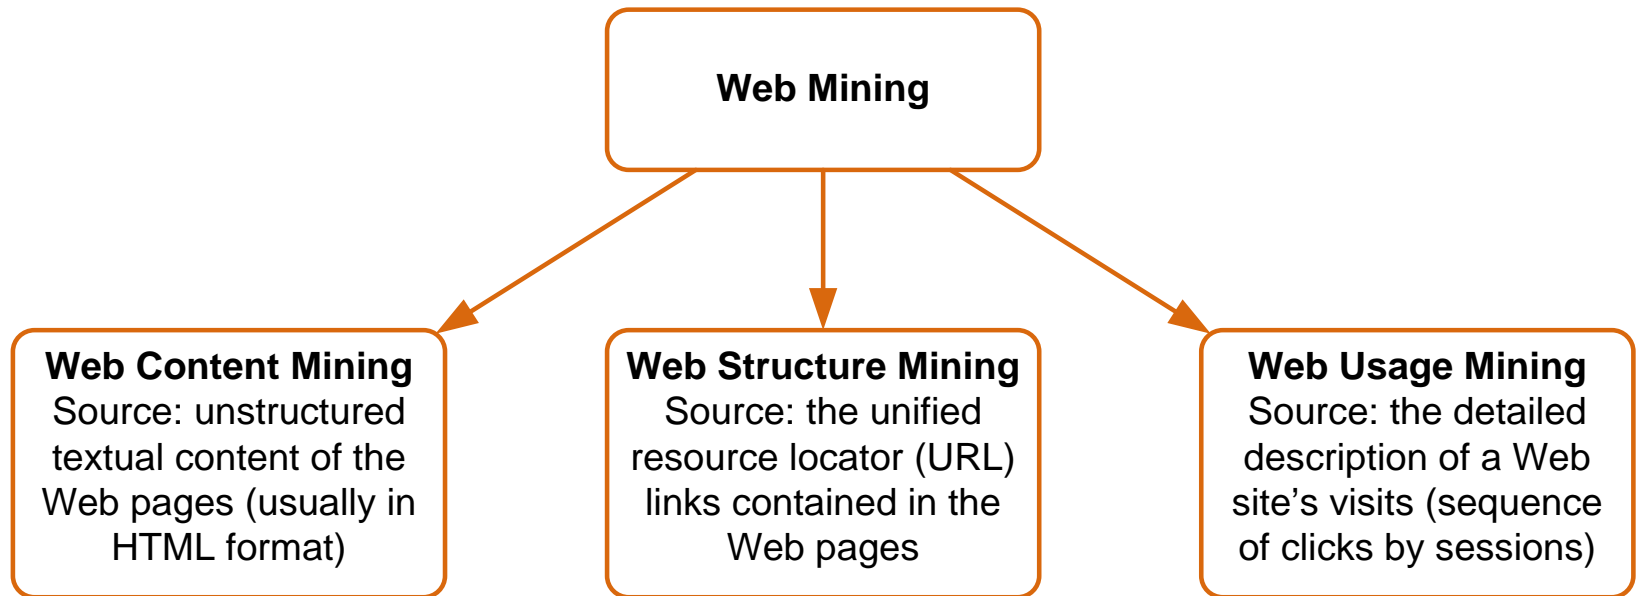 Web Mining
Web Content Mining
Source: unstructured
textual content of the
Web pages (usually in
HTML format)
Web Structure Mining
Source: the unified
resource locator (URL)
links contained in the
Web pages
Web Usage Mining
Source: the detailed
description of a Web
site’s visits (sequence
of clicks by sessions)